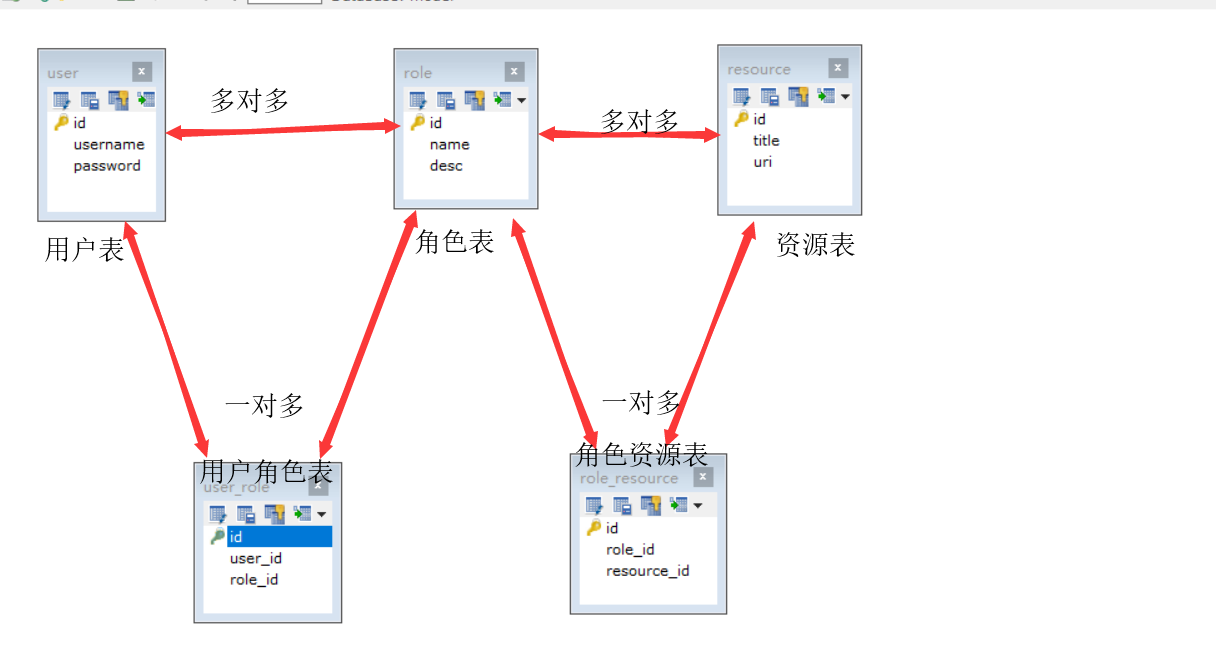 user
role
resource
多对多
多对多
id
username
password
id
name
desc
id
title
uri
用户表
角色表
资源表
一对多
一对多
用户角色表
角色资源表
user_role
role_resource
id
user_id
role_id
id
role_id
resource_id